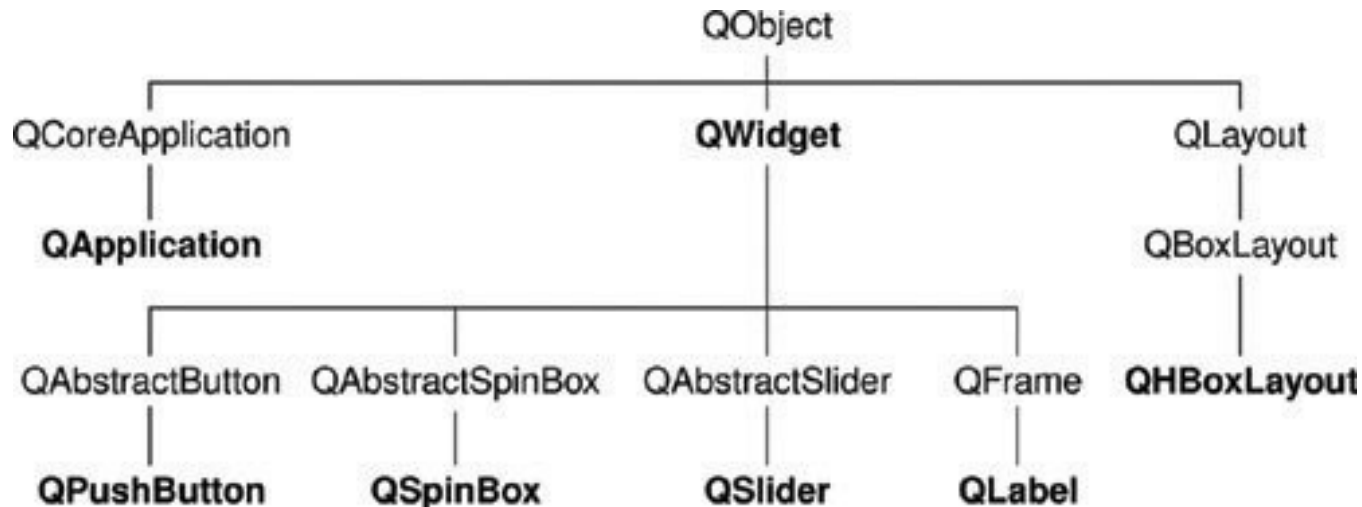 QObject
QCoreApplication QWidget QLayout
QApplication QBoxLayout
QAbstractButton QAbstractSpinBox QAbstractSlider QFrame QHBoxLayout
QPushButton QSpinBox QSlider QLabel